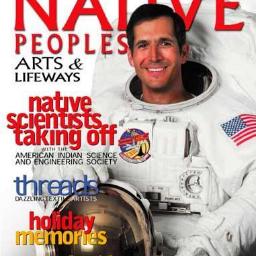 NATIVE
PEOPLES
ARTS &
LIFEWAYS
native
scientists
taking off
WITH THE
AMERICAN INDIAN SCIENCE
AND ENGINEERING SOCIETY
threads
DAZZLING TEXTILE ARTISTS
holiday
memories